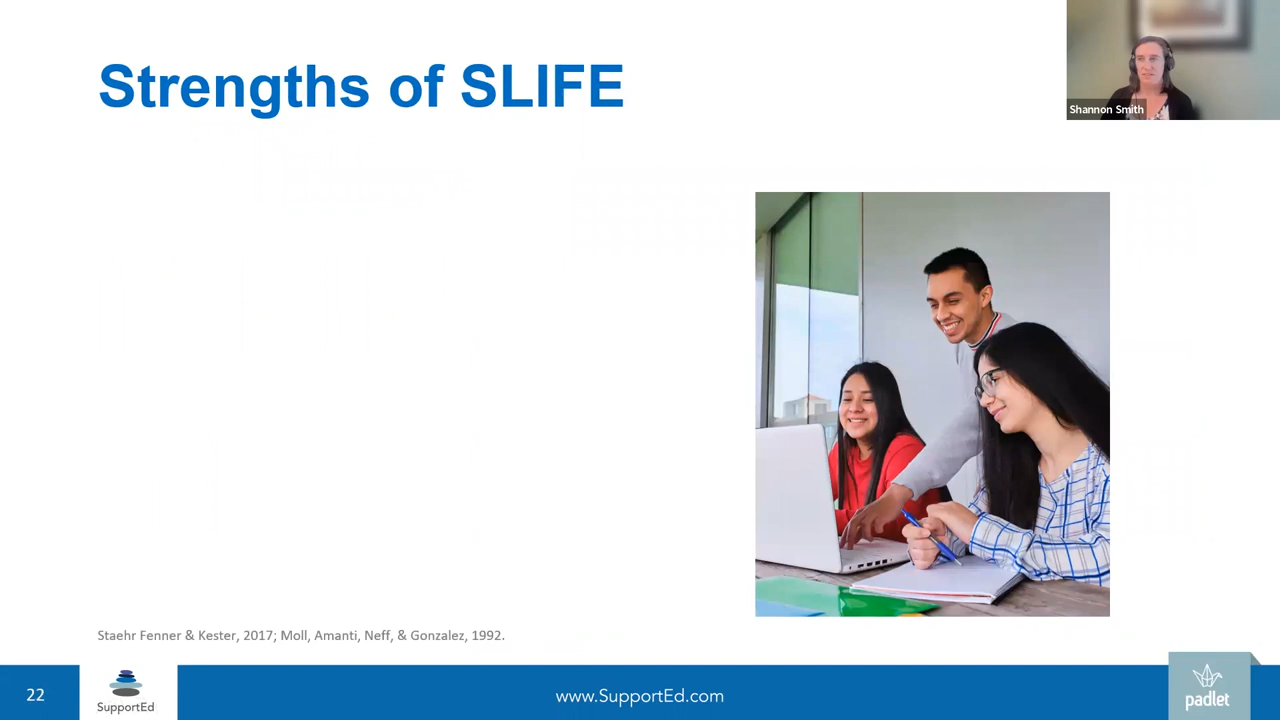 Strengths of SLIFE
Shannon Smith
Staehr Fenner & Kester, 2017; Moll, Amanti, Neff, & Gonzalez, 1992.
22
SupportEd
www.SupportEd.com
padlet